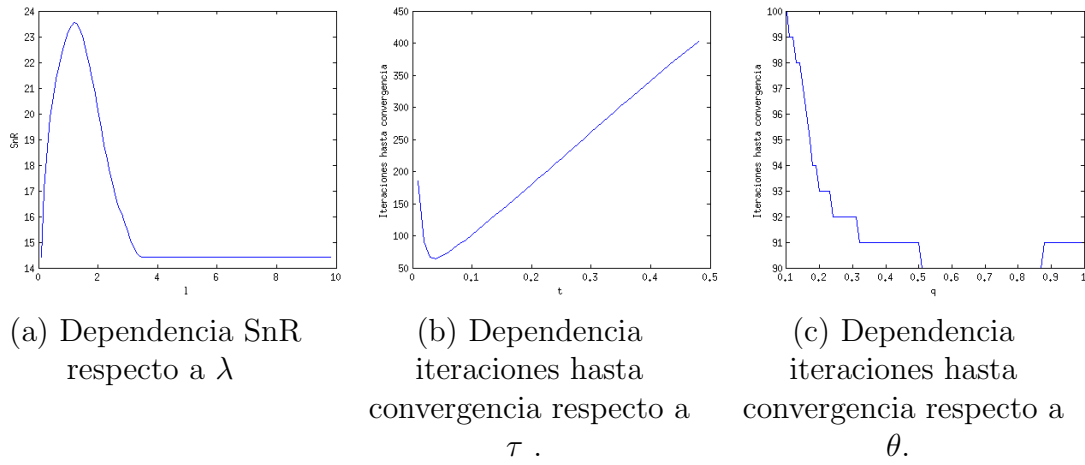 24
23
22
21
20
19
18
17
16
15
14
SnR
0 2 4 6 8 10
l
450
400
350
300
250
200
150
100
50
Iteraciones hasta convergencia
0 0.1 0.2 0.3 0.4 0.5
t
100
99
98
97
96
95
94
93
92
91
90
Iteraciones hasta convergencia
0.1 0.2 0.3 0.4 0.5 0.6 0.7 0.8 0.9 1
q
(a) Dependencia SnR
respecto a λ
(b) Dependencia
iteraciones hasta
convergencia respecto a
τ .
(c) Dependencia
iteraciones hasta
convergencia respecto a
θ.